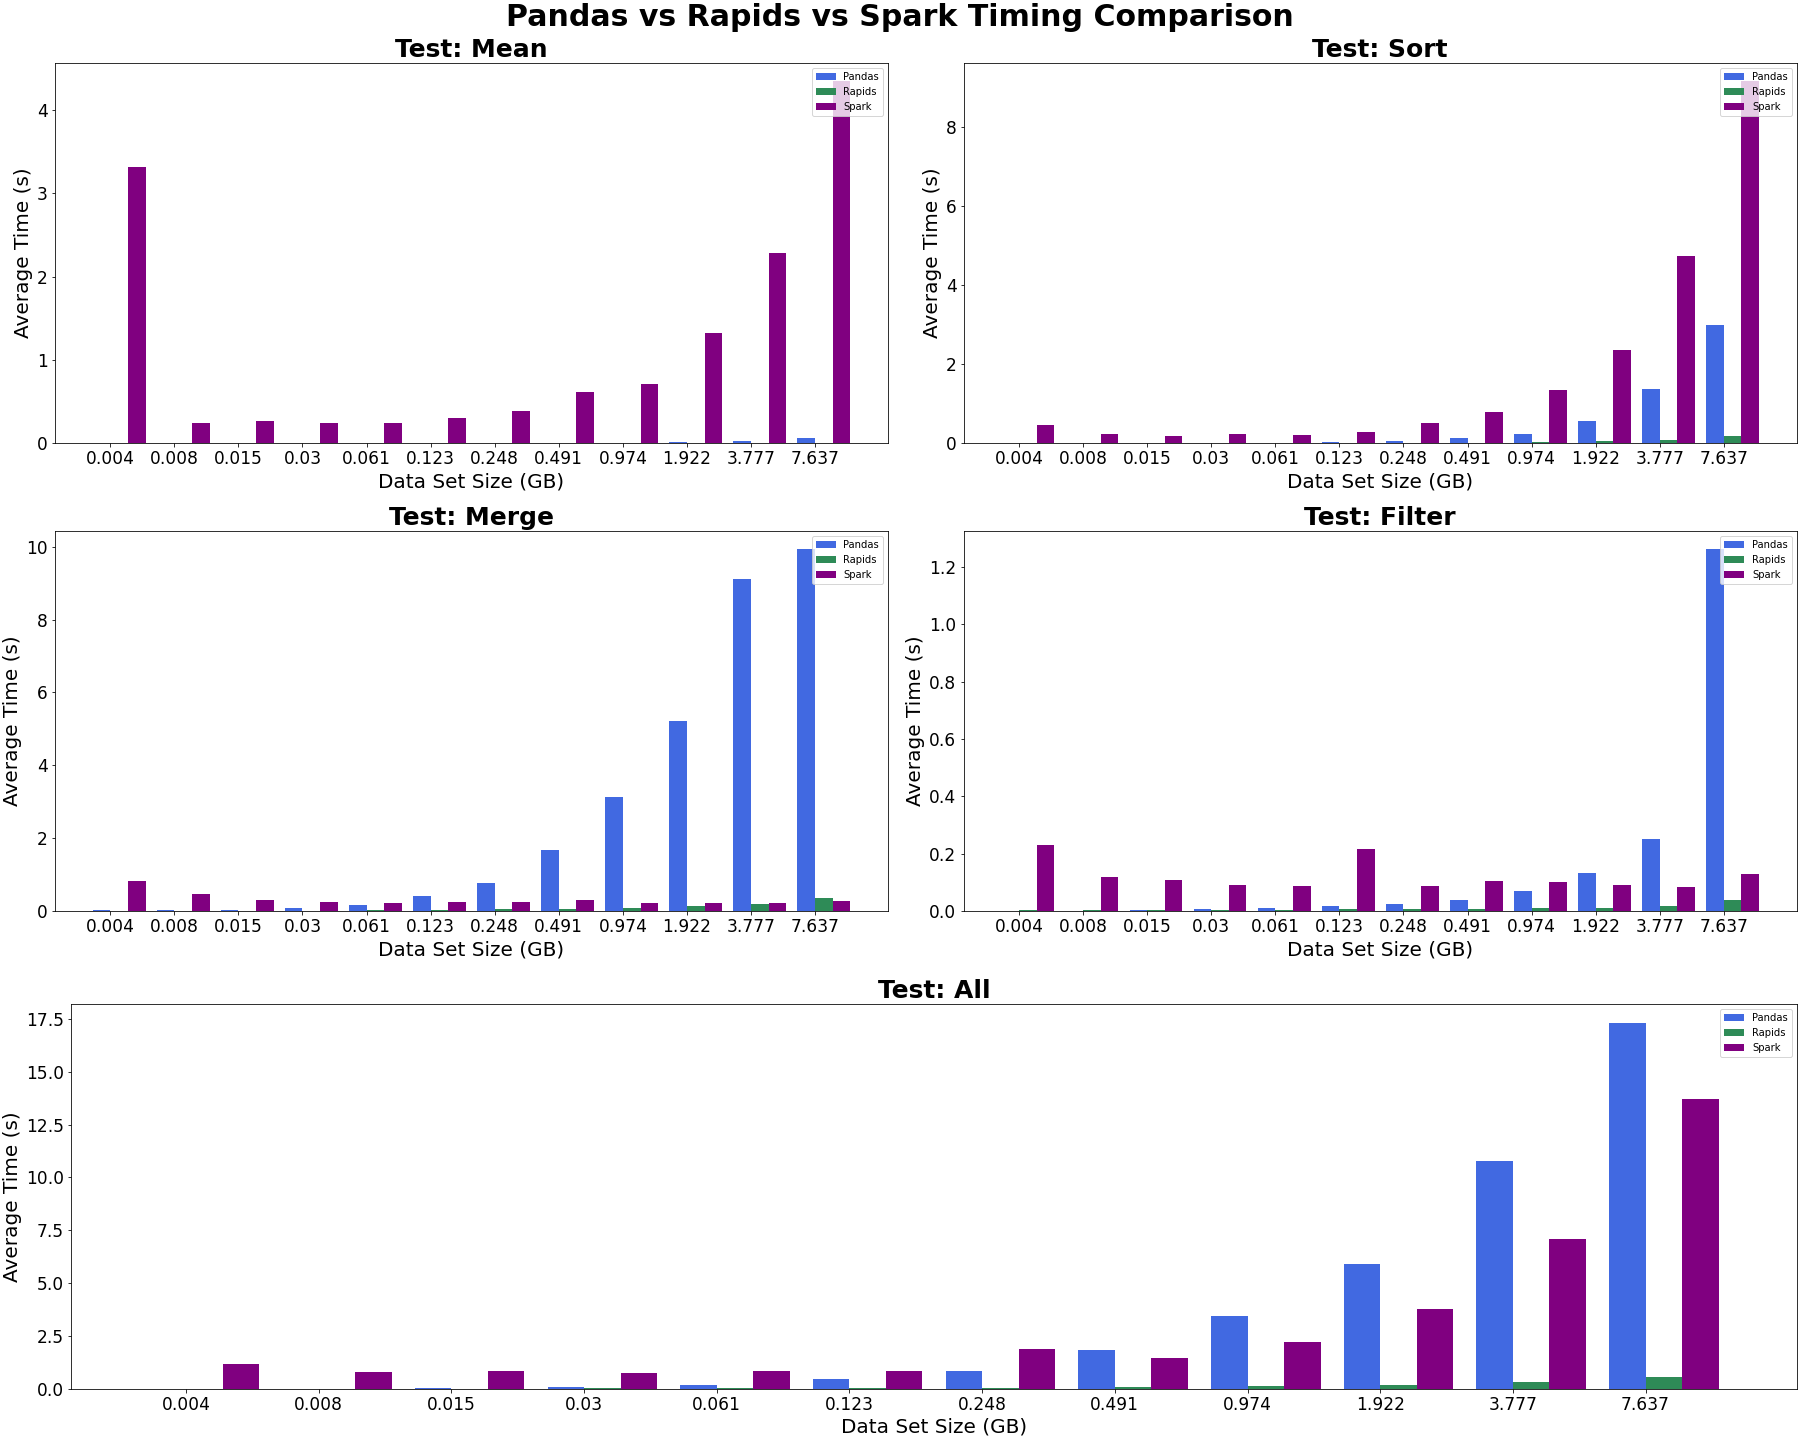 Pandas vs Rapids vs Spark Timing Comparison
Test: Mean
Pandas
Rapids
Spark
4
3
2
1
0
Average Time (s)
0.004 0.008 0.015 0.03 0.061 0.123 0.248 0.491 0.974 1.922 3.777 7.637
Data Set Size (GB)
Test: Sort
Pandas
Rapids
Spark
8
6
4
2
0
Average Time (s)
0.004 0.008 0.015 0.03 0.061 0.123 0.248 0.491 0.974 1.922 3.777 7.637
Data Set Size (GB)
Test: Merge
Pandas
Rapids
Spark
10
8
6
4
2
0
Average Time (s)
0.004 0.008 0.015 0.03 0.061 0.123 0.248 0.491 0.974 1.922 3.777 7.637
Data Set Size (GB)
Test: Filter
Pandas
Rapids
Spark
1.2
1.0
0.8
0.6
0.4
0.2
0.0
Average Time (s)
0.004 0.008 0.015 0.03 0.061 0.123 0.248 0.491 0.974 1.922 3.777 7.637
Data Set Size (GB)
Test: All
Pandas
Rapids
Spark
17.5
15.0
12.5
10.0
7.5
5.0
2.5
0.0
Average Time (s)
0.004 0.008 0.015 0.03 0.061 0.123 0.248 0.491 0.974 1.922 3.777 7.637
Data Set Size (GB)